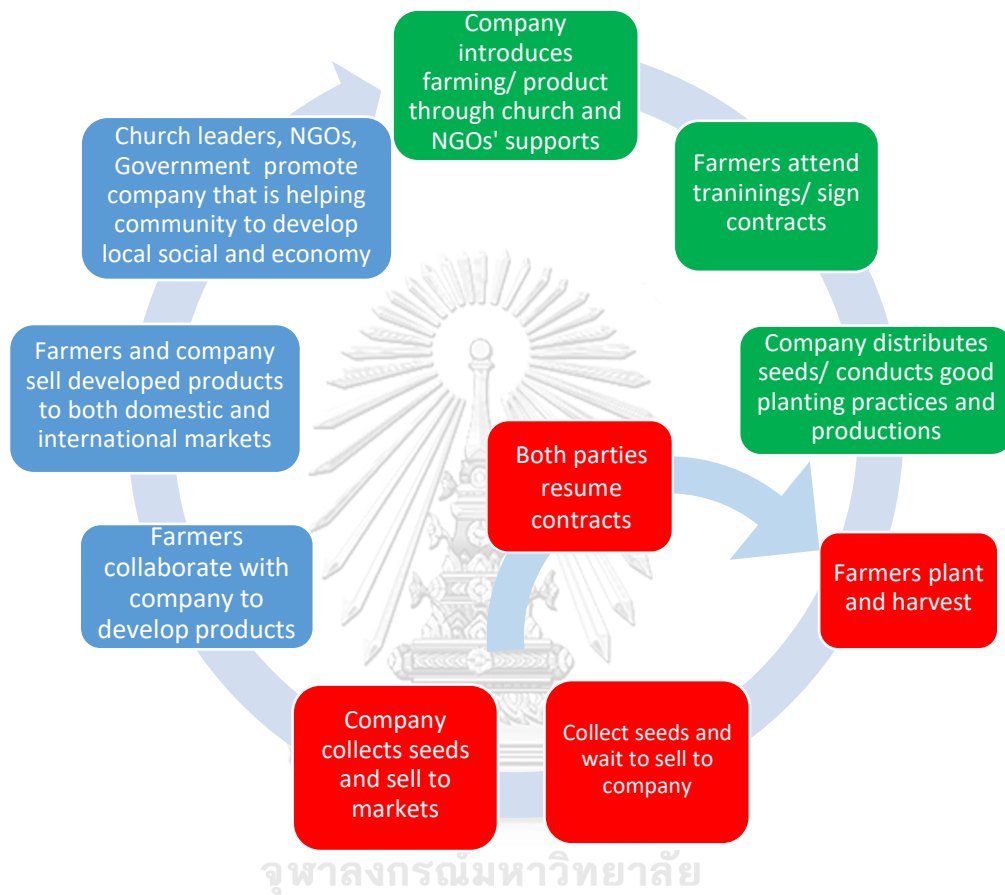 Company
introduces
farming/ product
through church and
NGOs' supports
Farmers attend
traninings/ sign
contracts
Company distributes
seeds/ conducts good
planting practices and
productions
Farmers plant
and harvest
Collect seeds and
wait to sell to
company
Company
collects seeds
and sell to
markets
Both parties
resume
contracts
Farmers
collaborate with
company to
develop products
Farmers and company
sell developed products
to both domestic and
international markets
Church leaders, NGOs,
Government promote
company that is helping
community to develop
local social and economy
จุฬาลงกรณ์มหาวิทยาลัย